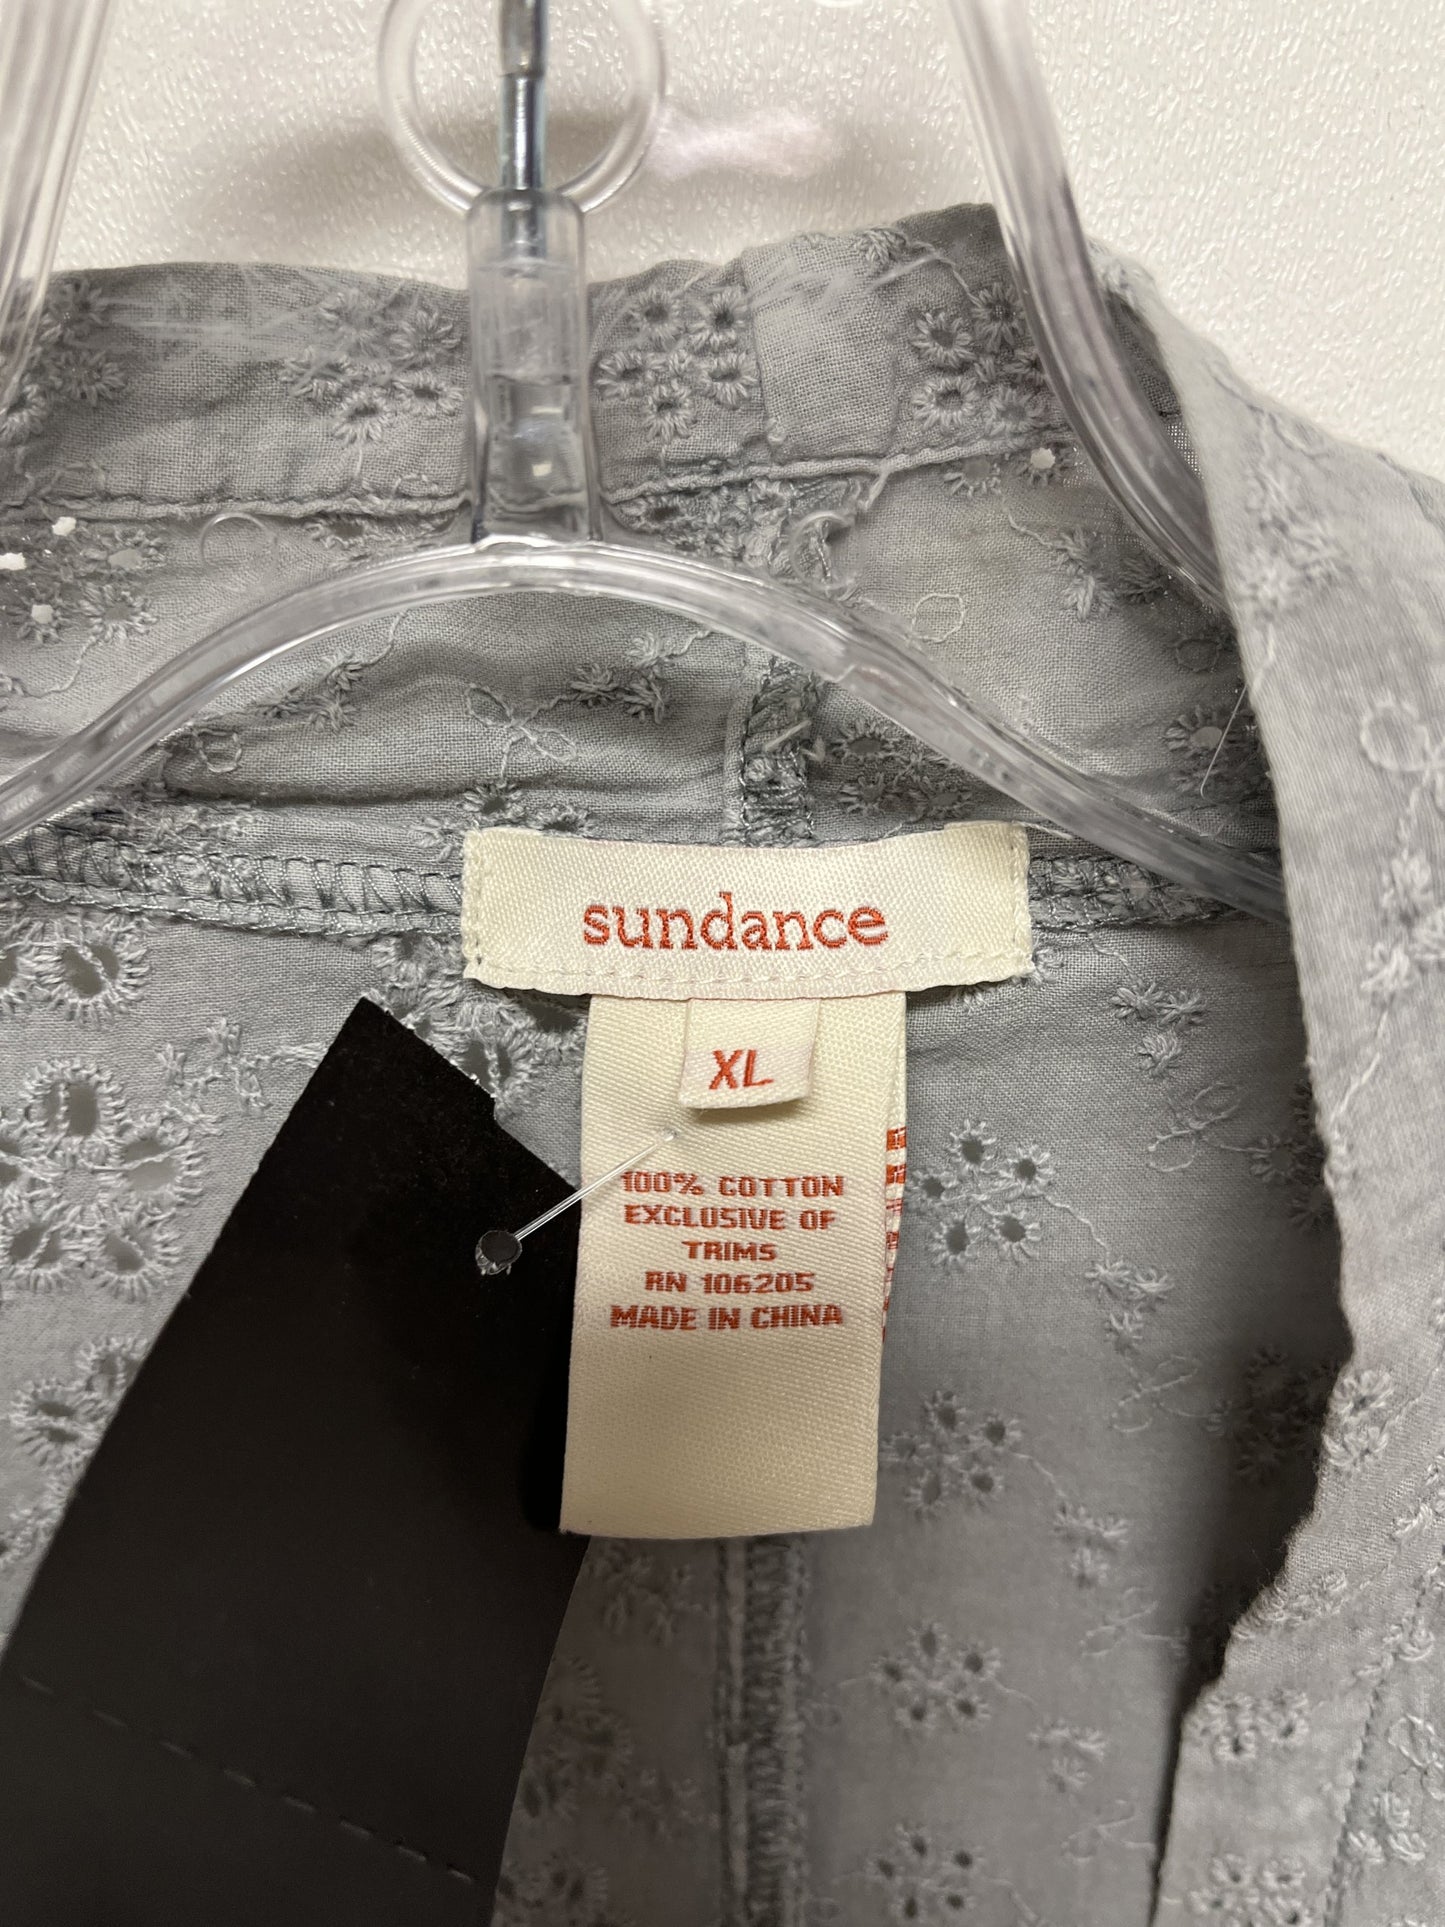 sundance
XL
100% COTTON
EXCLUSIVE OF
TRIMS
RN 106205
MADE IN CHINA